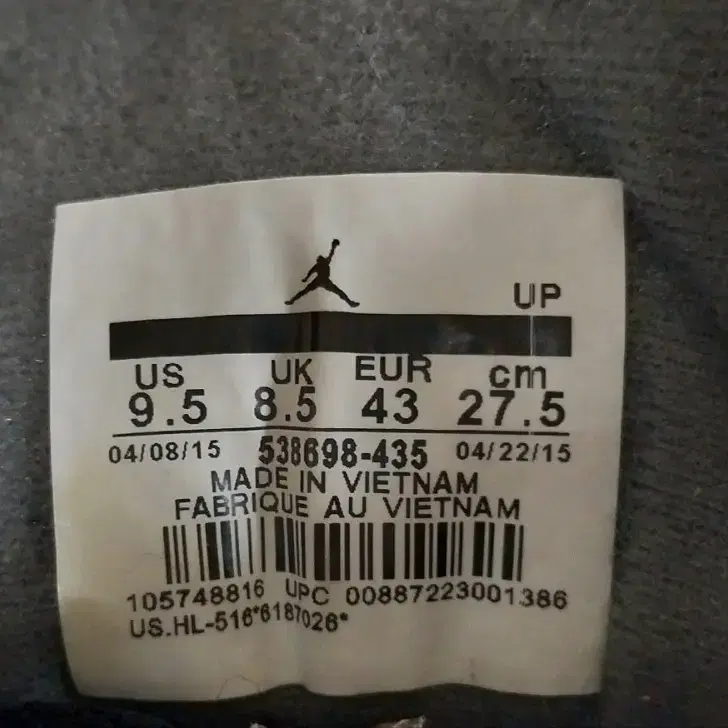 UP
US UK EUR cm
9.5 8.5 43 27.5
04/08/15 538698-435 04/22/15
MADE IN VIETNAM
FABRIQUE AU VIETNAM
105748816 UPC 00887223001386
US.HL-516*6187026*